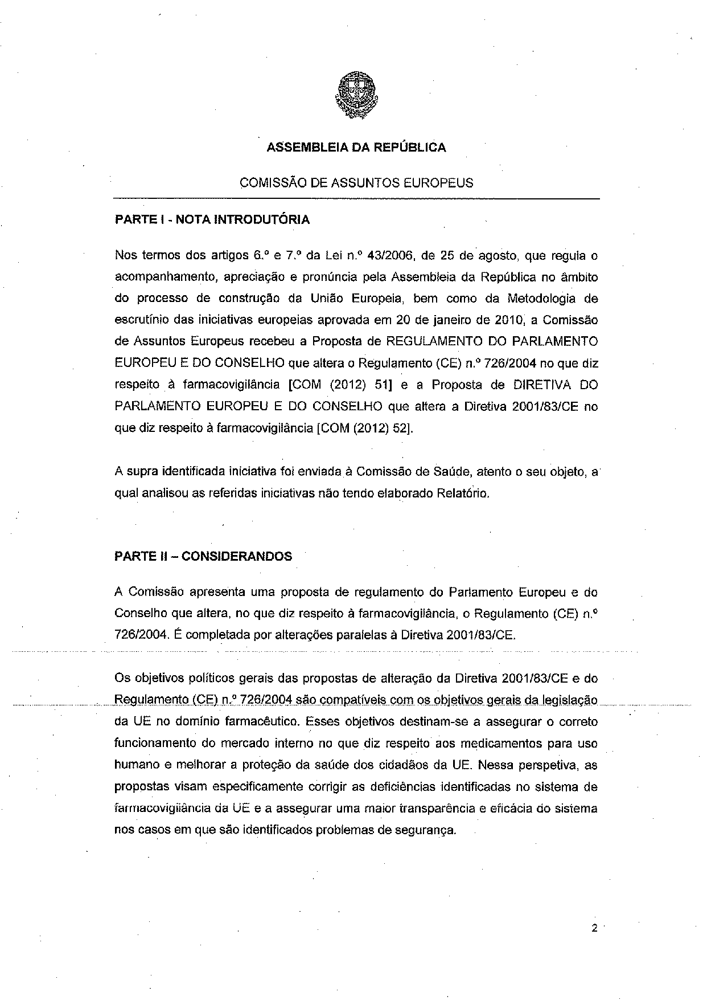 ASSEMBLEIA DA REPÚBLICA
COMISSÃO DE ASSUNTOS EUROPEUS
PARTE I - NOTA INTRODUTÓRIA
Nos termos dos artigos 6.º e 7.º da Lei n.º 43/2006, de 25 de agosto, que regula o
acompanhamento, apreciação e pronúncia pela Assembleia da República no âmbito
do processo de construção da União Europeia, bem como da Metodologia de
escrutínio das iniciativas europeias aprovada em 20 de janeiro de 2010, a Comissão
de Assuntos Europeus recebeu a Proposta de REGULAMENTO DO PARLAMENTO
EUROPEU E DO CONSELHO que altera o Regulamento (CE) n.º 726/2004 no que diz
respeito à farmacovigilância [COM (2012) 51] e a Proposta de DIRETIVA DO
PARLAMENTO EUROPEU E DO CONSELHO que altera a Diretiva 2001/83/CE no
que diz respeito à farmacovigilância [COM (2012) 52].
A supra identificada iniciativa foi enviada à Comissão de Saúde, atento o seu objeto, a
qual analisou as referidas iniciativas não tendo elaborado Relatório.
PARTE II – CONSIDERANDOS
A Comissão apresenta uma proposta de regulamento do Parlamento Europeu e do
Conselho que altera, no que diz respeito à farmacovigilância, o Regulamento (CE) n.º
726/2004. É completada por alterações paralelas à Diretiva 2001/83/CE.
Os objetivos políticos gerais das propostas de alteração da Diretiva 2001/83/CE e do
Regulamento (CE) n.º 726/2004 são compatíveis com os objetivos gerais da legislação
da UE no domínio farmacêutico. Esses objetivos destinam-se a assegurar o correto
funcionamento do mercado interno no que diz respeito aos medicamentos para uso
humano e melhorar a proteção da saúde dos cidadãos da UE. Nessa perspetiva, as
propostas visam especificamente corrigir as deficiências identificadas no sistema de
farmacovigilância da UE e a assegurar uma maior transparência e eficácia do sistema
nos casos em que são identificados problemas de segurança.
2